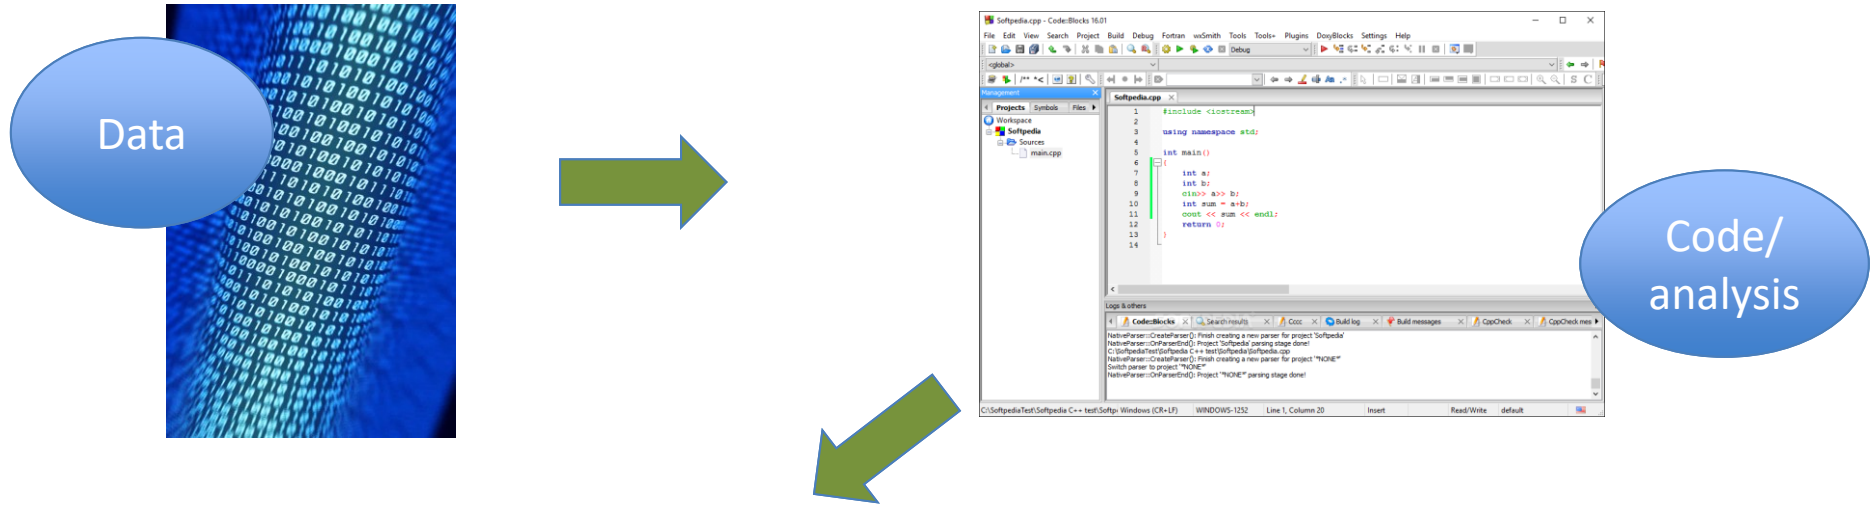 Data
Softpedia.cpp - Code::Blocks 16.01
File Edit View Search Project Build Debug Fortran wxSmith Tools Tools+ Plugins DoxyBlocks Settings Help
Debug
<global>
Management
Projects Symbols Files
Workspace
Softpedia
Sources
main.cpp
Softpedia.cpp
1 #include <iostream>
2
3 using namespace std;
4
5 int main()
6 {
7 int a;
8 int b;
9 cin>> a>> b;
10 int sum = a+b;
11 cout << sum << endl;
12 return 0;
13 }
14
Code/
analysis
Logs & others
Code::Blocks Search results Cccc Build log Build messages CppCheck CppCheck mes
NativeParser::CreateParser(): Finish creating a new parser for project 'Softpedia'
NativeParser::OnParserEnd(): Project 'Softpedia' parsing stage done!
C:\SoftpediaTest\Softpedia C++ test\Softpedia\Softpedia.cpp
NativeParser::CreateParser(): Finish creating a new parser for project '*NONE*'
Switch parser to project '*NONE*'
NativeParser::OnParserEnd(): Project '*NONE*' parsing stage done!
C:\SoftpediaTest\Softpedia C++ test\Softp Windows (CR+LF) WINDOWS-1252 Line 1, Column 20 Insert Read/Write default